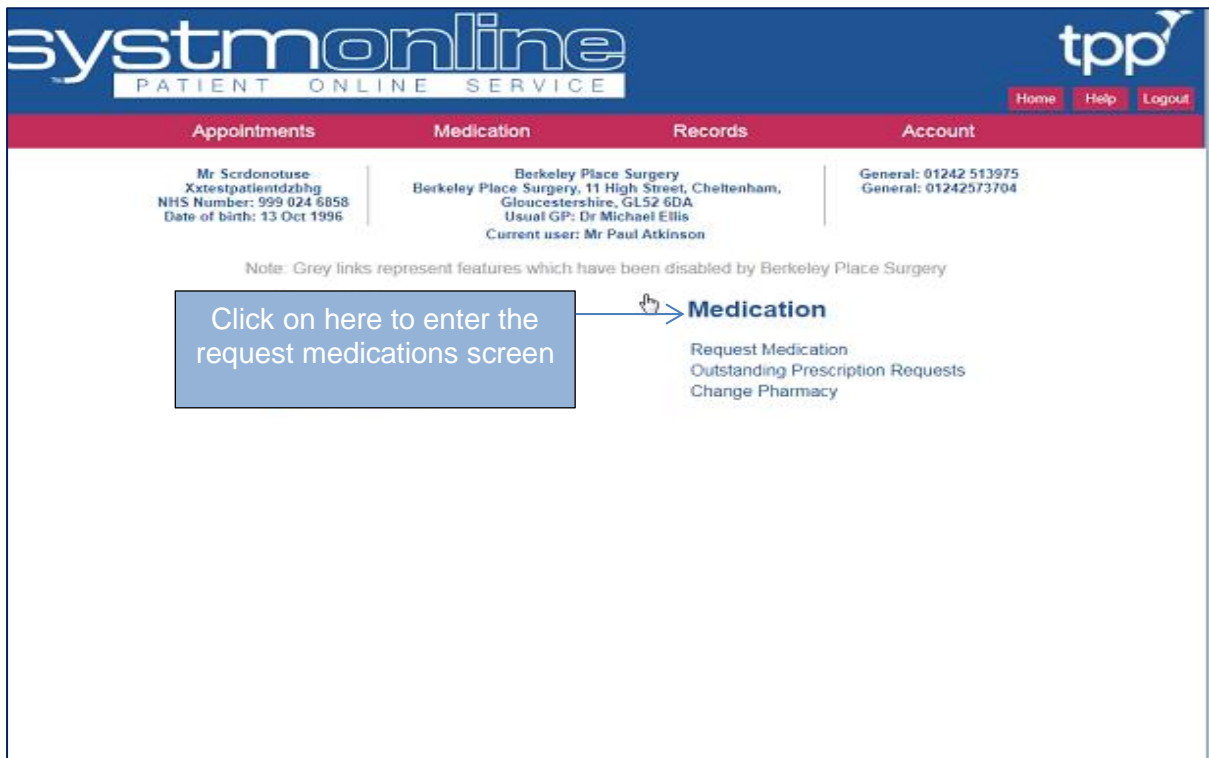 systmonline
PATIENT ONLINE SERVICE
tpp
Home Help Logout
Appointments Medication Records Account
Mr Scrdonotuse
Xxtestpatientdzbhg
NHS Number: 999 024 6858
Date of birth: 13 Oct 1996
Berkeley Place Surgery
Berkeley Place Surgery, 11 High Street, Cheltenham,
Gloucestershire, GL52 6DA
Usual GP: Dr Michael Ellis
Current user: Mr Paul Atkinson
General: 01242 513975
General: 01242573704
Note: Grey links represent features which have been disabled by Berkeley Place Surgery
Click on here to enter the
request medications screen
Medication
Request Medication
Outstanding Prescription Requests
Change Pharmacy